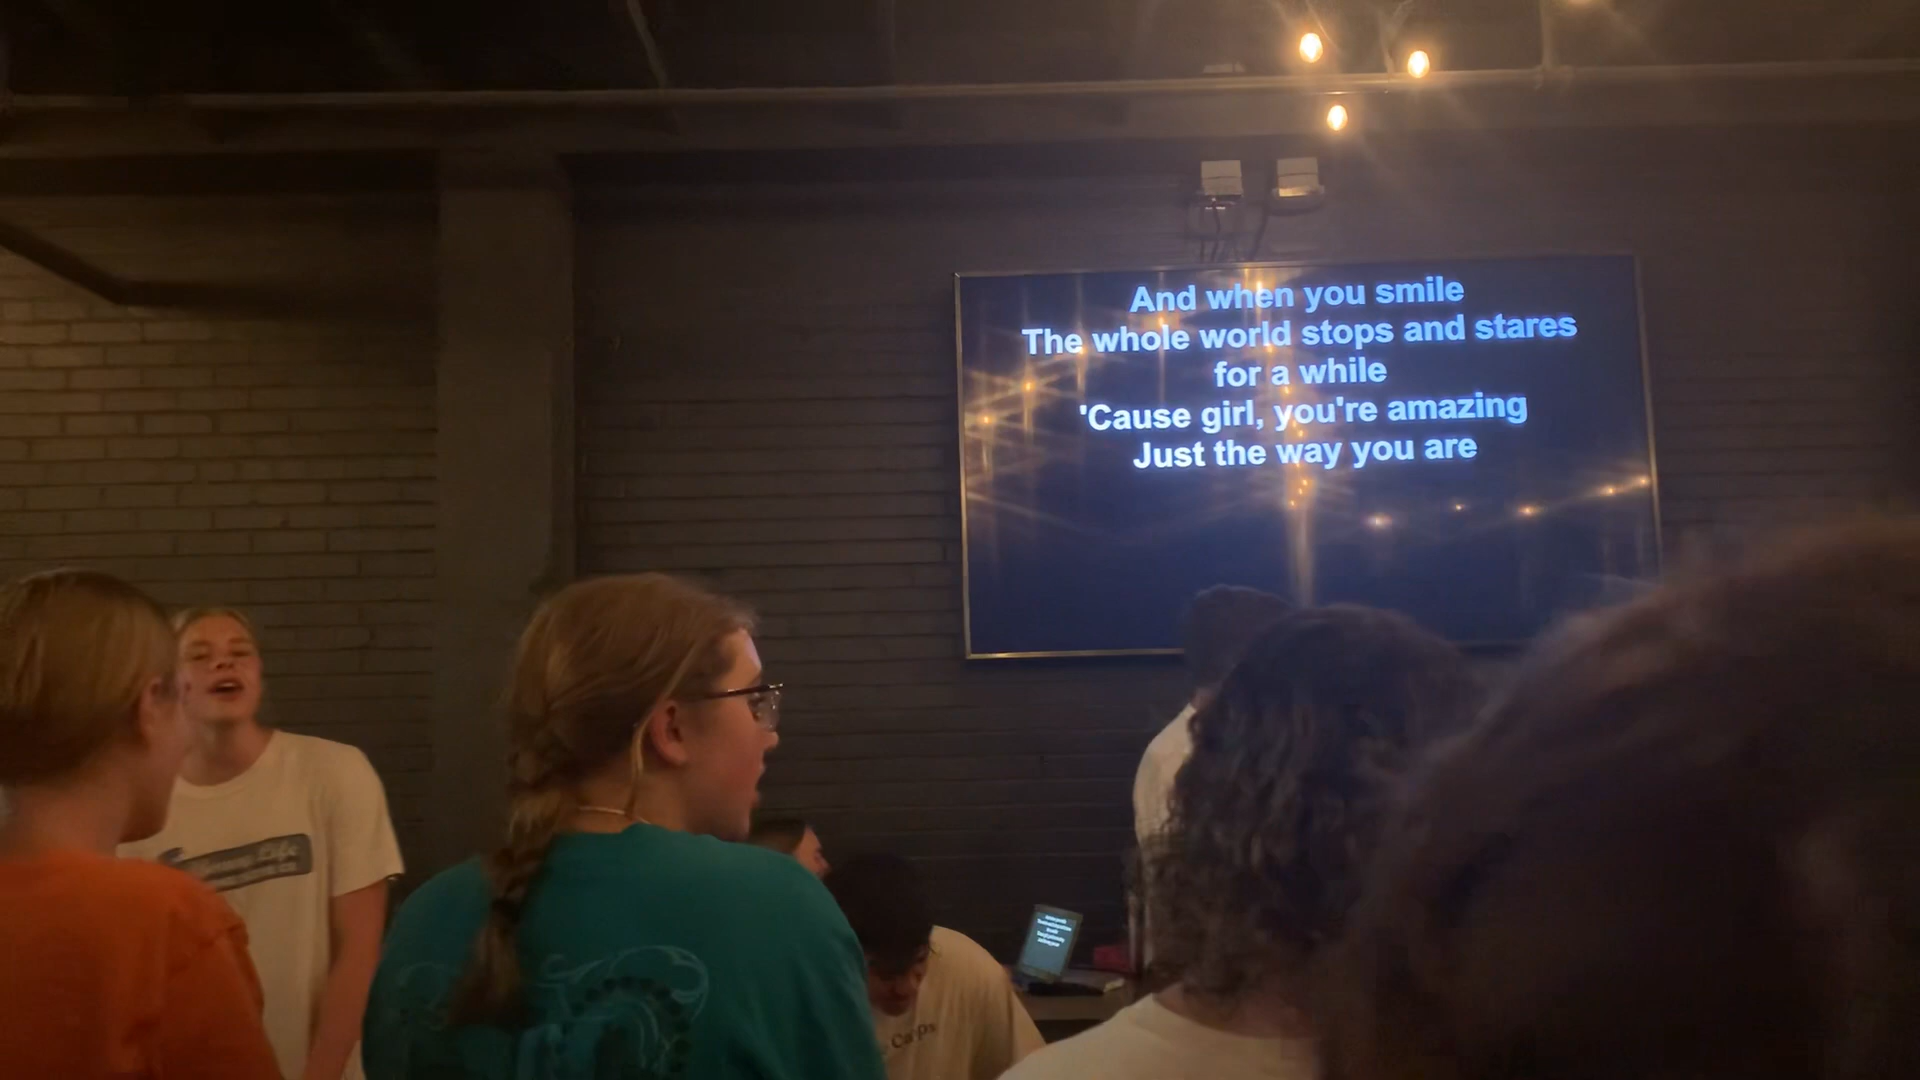 And when you smile
The whole world stops and stares
for a while
'Cause girl, you're amazing
Just the way you are